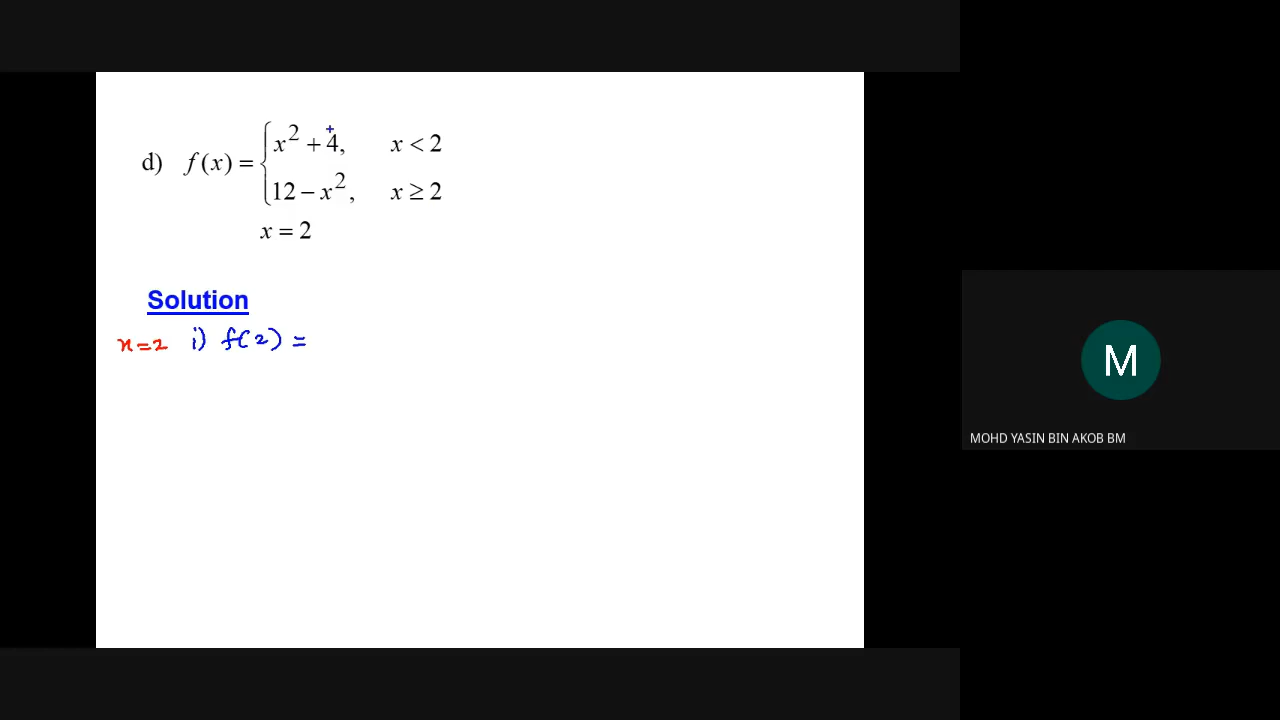 d) f(x) = { x² + 4, x < 2
12 − x², x ≥ 2
x = 2
Solution
x=2 i) f(2) =
M
MOHD YASIN BIN AKOB BM